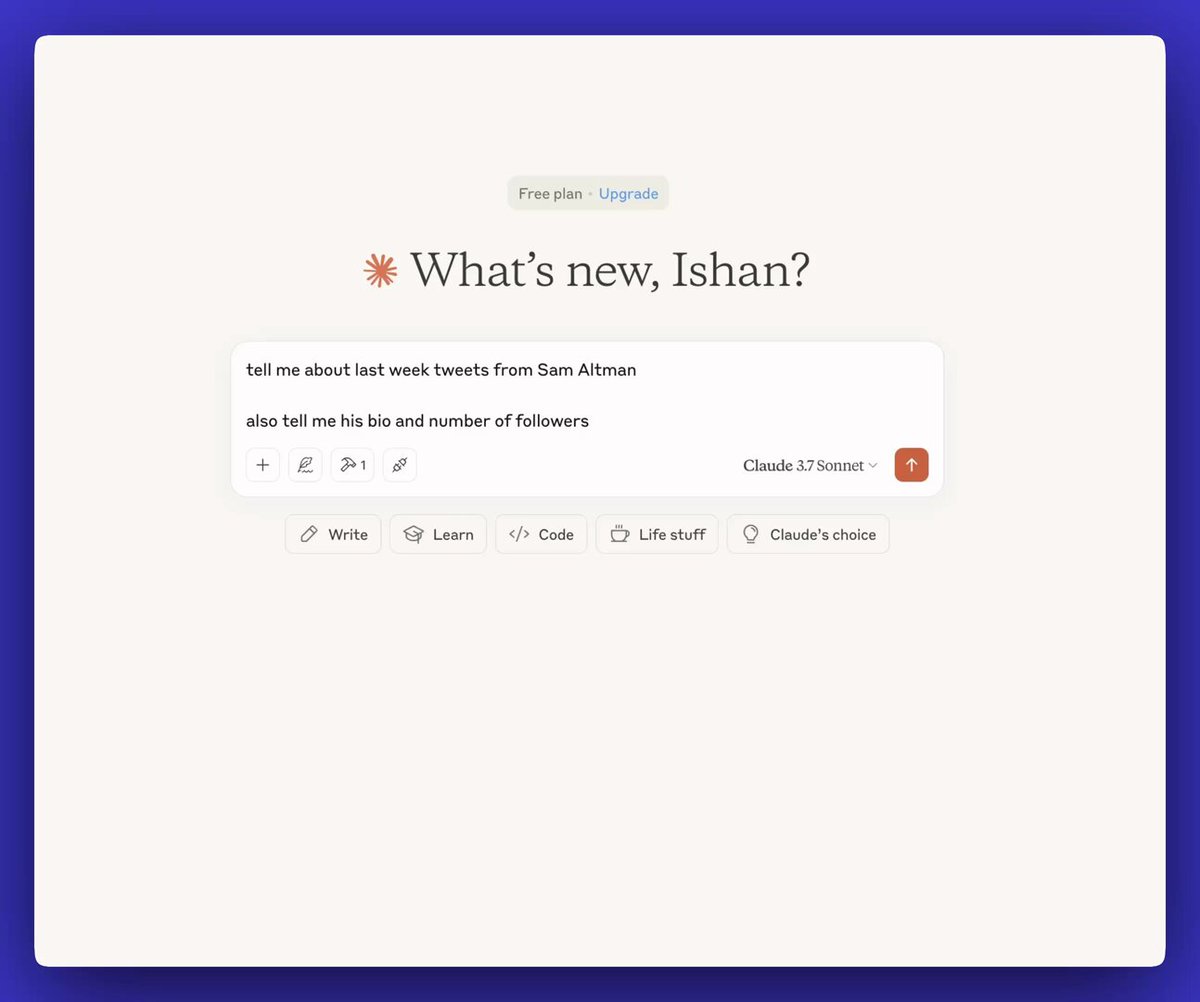 Free plan • Upgrade
What’s new, Ishan?
tell me about last week tweets from Sam Altman
also tell me his bio and number of followers
1
Claude 3.7 Sonnet
Write
Learn
</> Code
Life stuff
Claude’s choice